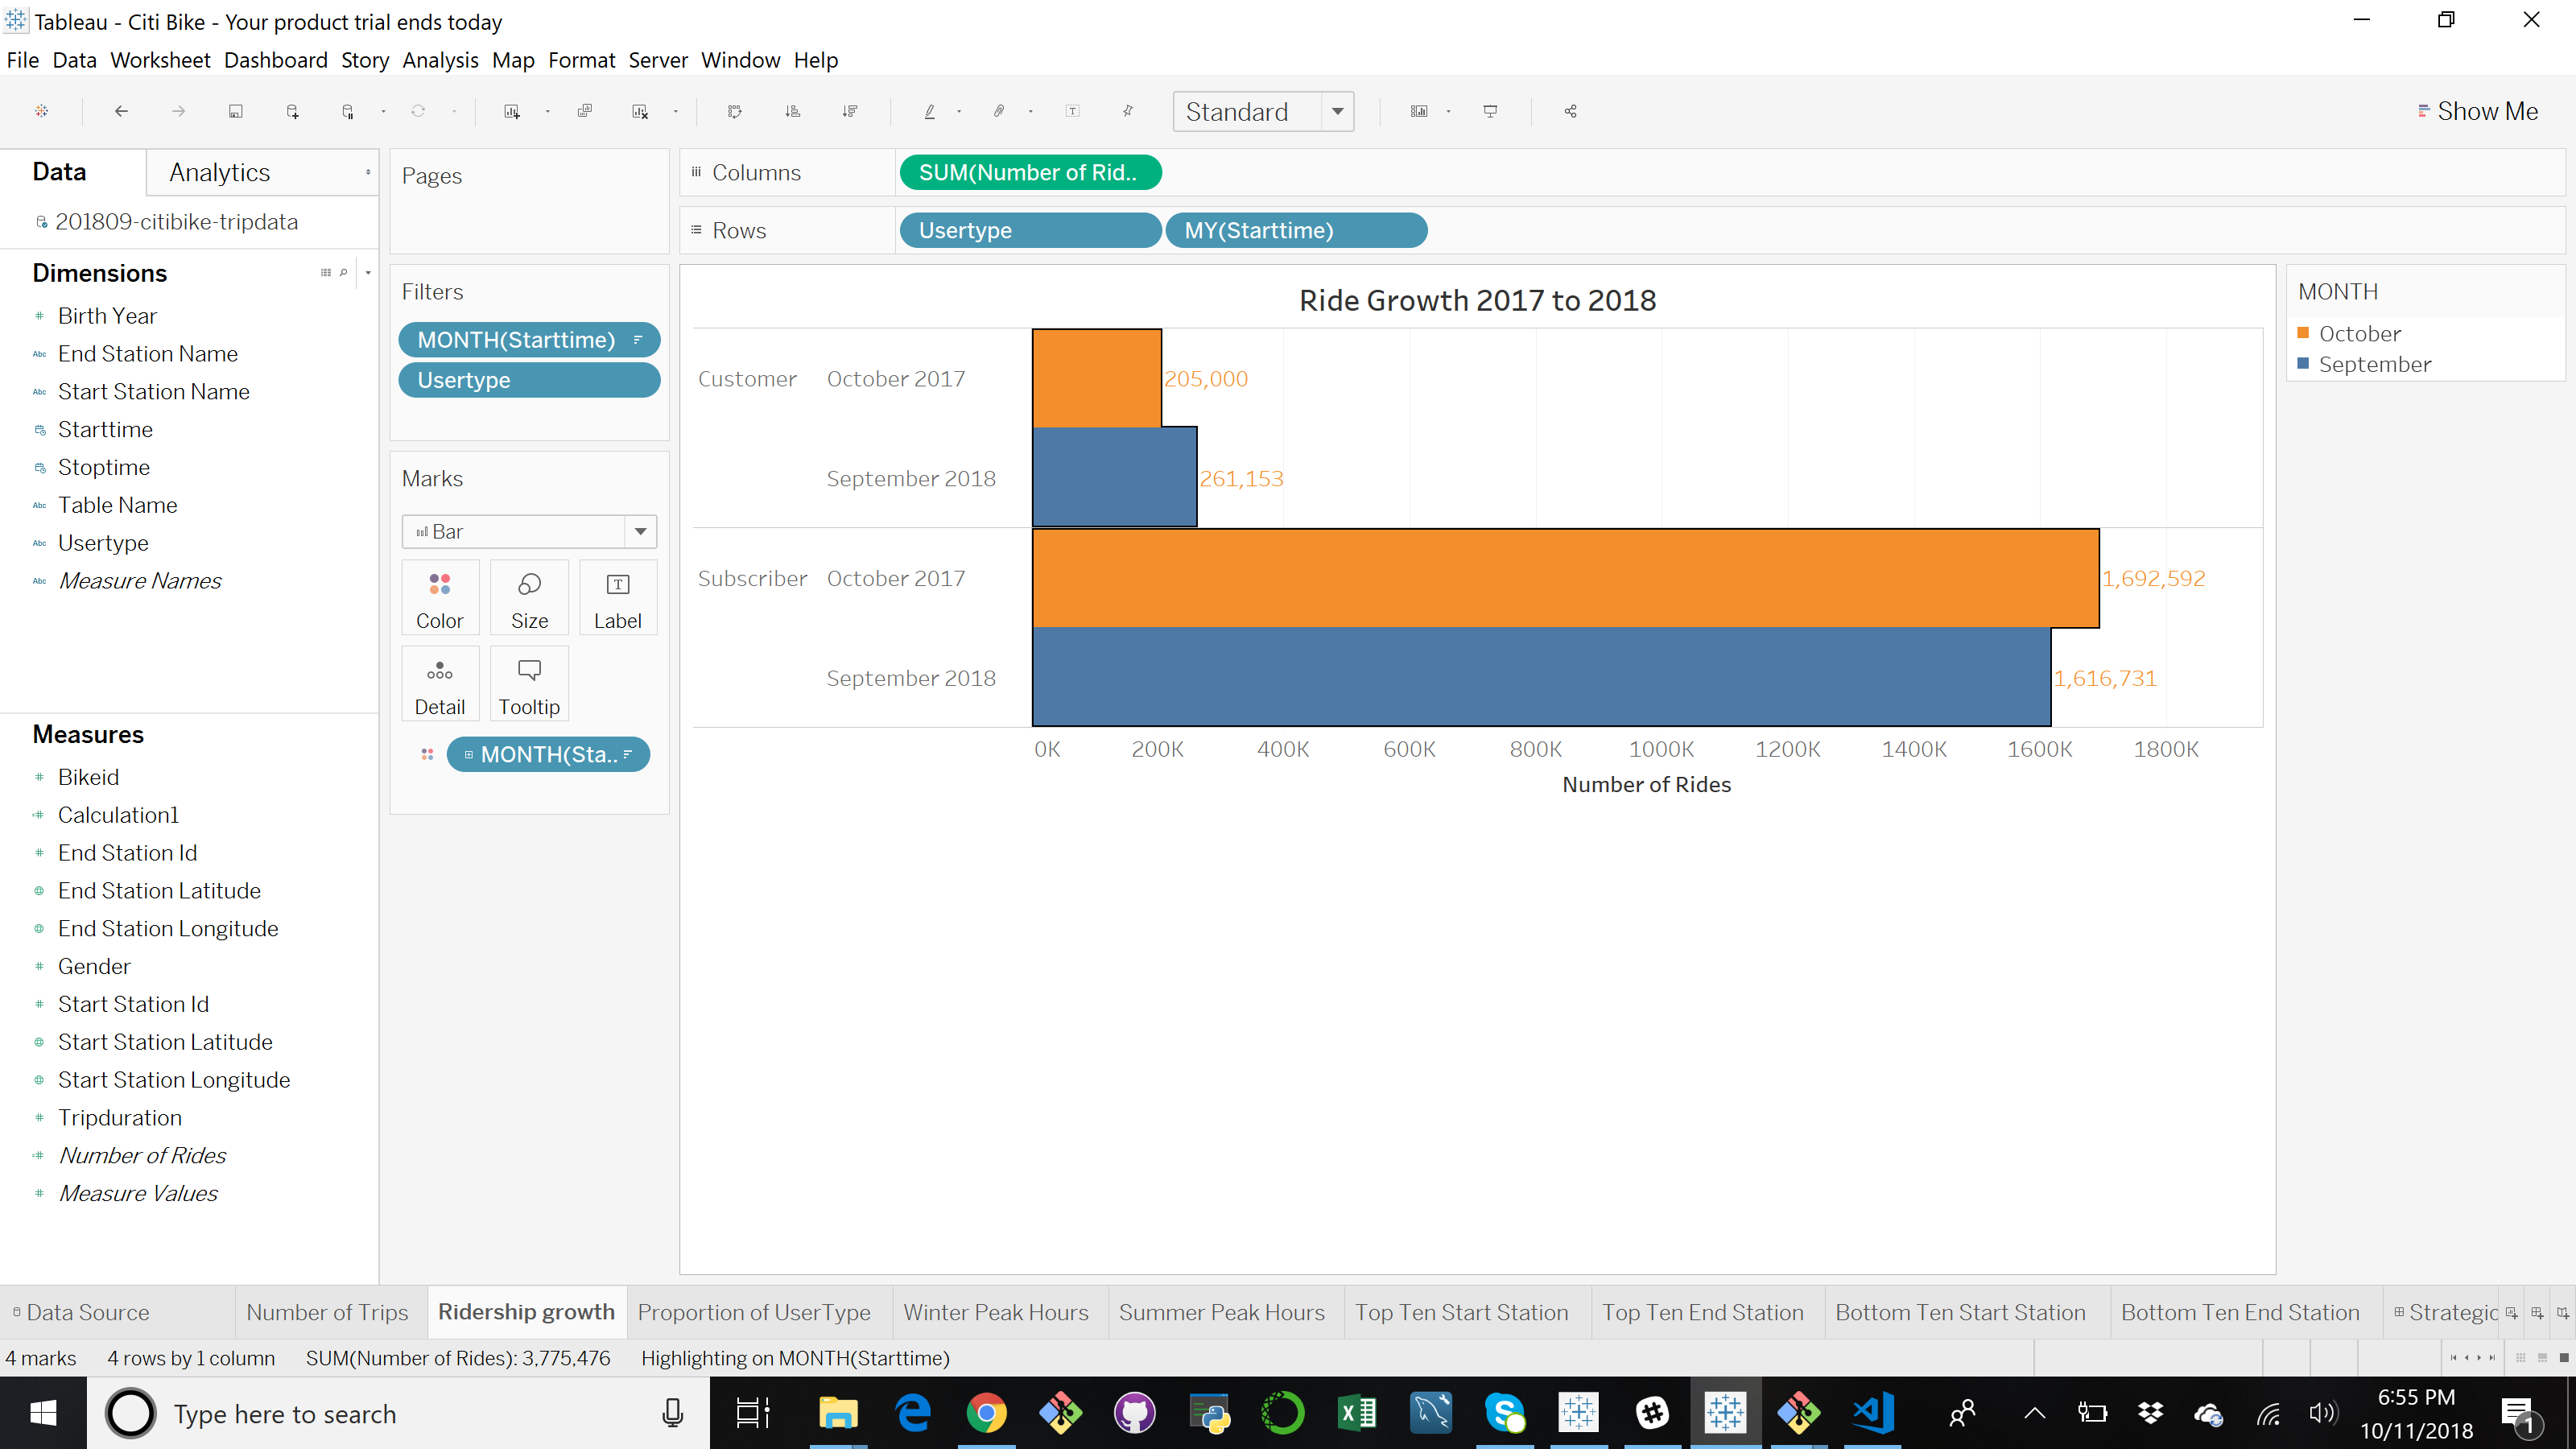 Tableau - Citi Bike - Your product trial ends today
File Data Worksheet Dashboard Story Analysis Map Format Server Window Help
Standard
Show Me
Data
Analytics
201809-citibike-tripdata
Dimensions
Birth Year
Abc End Station Name
Abc Start Station Name
Starttime
Stoptime
Abc Table Name
Abc Usertype
Abc Measure Names
Measures
Bikeid
Calculation1
End Station Id
End Station Latitude
End Station Longitude
Gender
Start Station Id
Start Station Latitude
Start Station Longitude
Tripduration
Number of Rides
Measure Values
Pages
Filters
MONTH(Starttime)
Usertype
Marks
Bar
Color Size Label
Detail Tooltip
MONTH(Sta..
Columns SUM(Number of Rid..
Rows Usertype MY(Starttime)
Ride Growth 2017 to 2018
Customer October 2017 205,000
September 2018 261,153
Subscriber October 2017 1,692,592
September 2018 1,616,731
0K 200K 400K 600K 800K 1000K 1200K 1400K 1600K 1800K
Number of Rides
MONTH
October
September
Data Source Number of Trips Ridership growth Proportion of UserType Winter Peak Hours Summer Peak Hours Top Ten Start Station Top Ten End Station Bottom Ten Start Station Bottom Ten End Station Strategic
4 marks 4 rows by 1 column SUM(Number of Rides): 3,775,476 Highlighting on MONTH(Starttime)
Type here to search
6:55 PM
10/11/2018
1